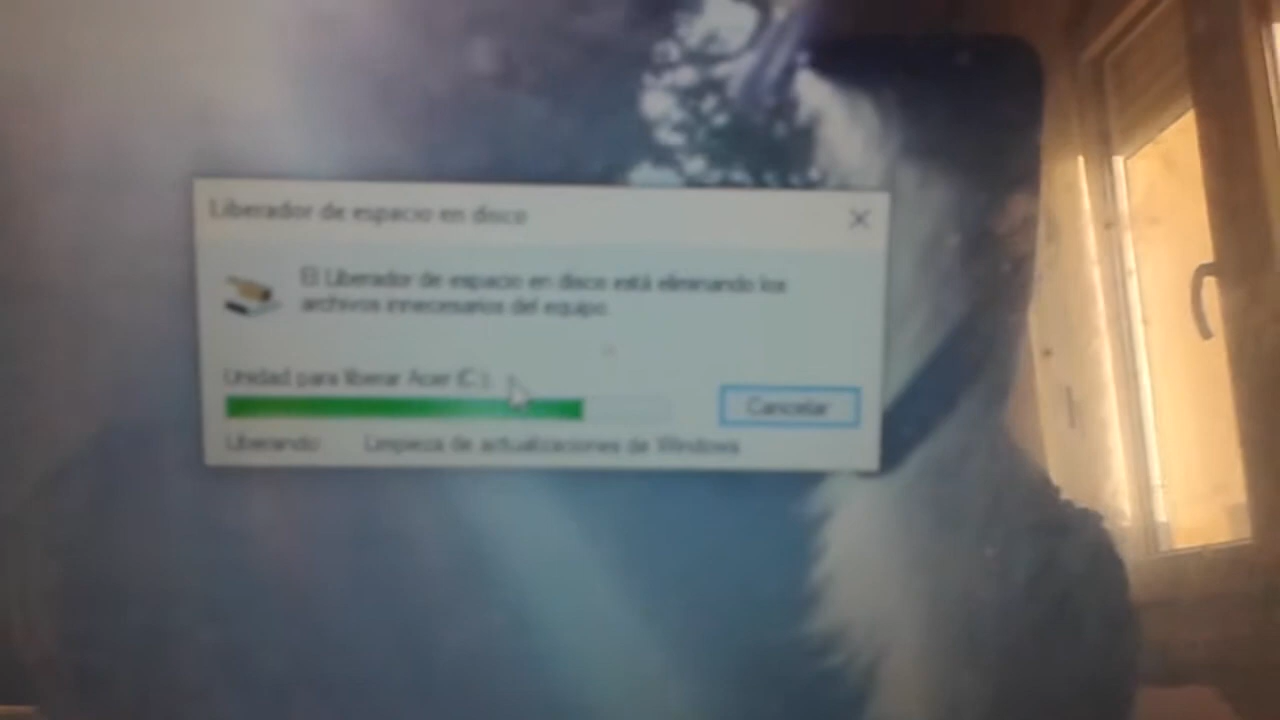 Liberador de espacio en disco
El Liberador de espacio en disco está eliminando los
archivos innecesarios del equipo.
Unidad para liberar Acer (C:).
Cancelar
Liberando: Limpieza de actualizaciones de Windows